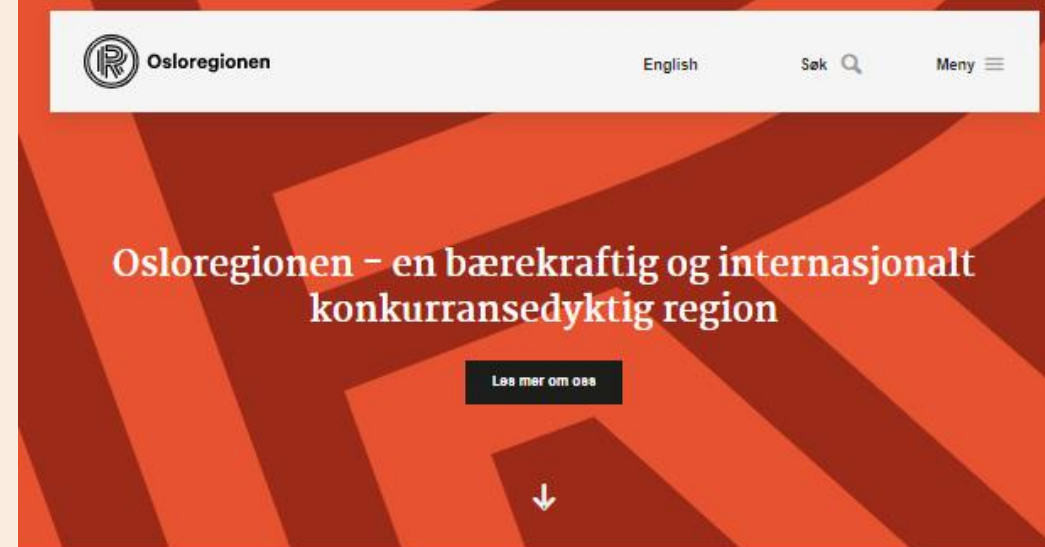 Osloregionen
English
Søk
Meny
Osloregionen - en bærekraftig og internasjonalt
konkurransedyktig region
Les mer om oss